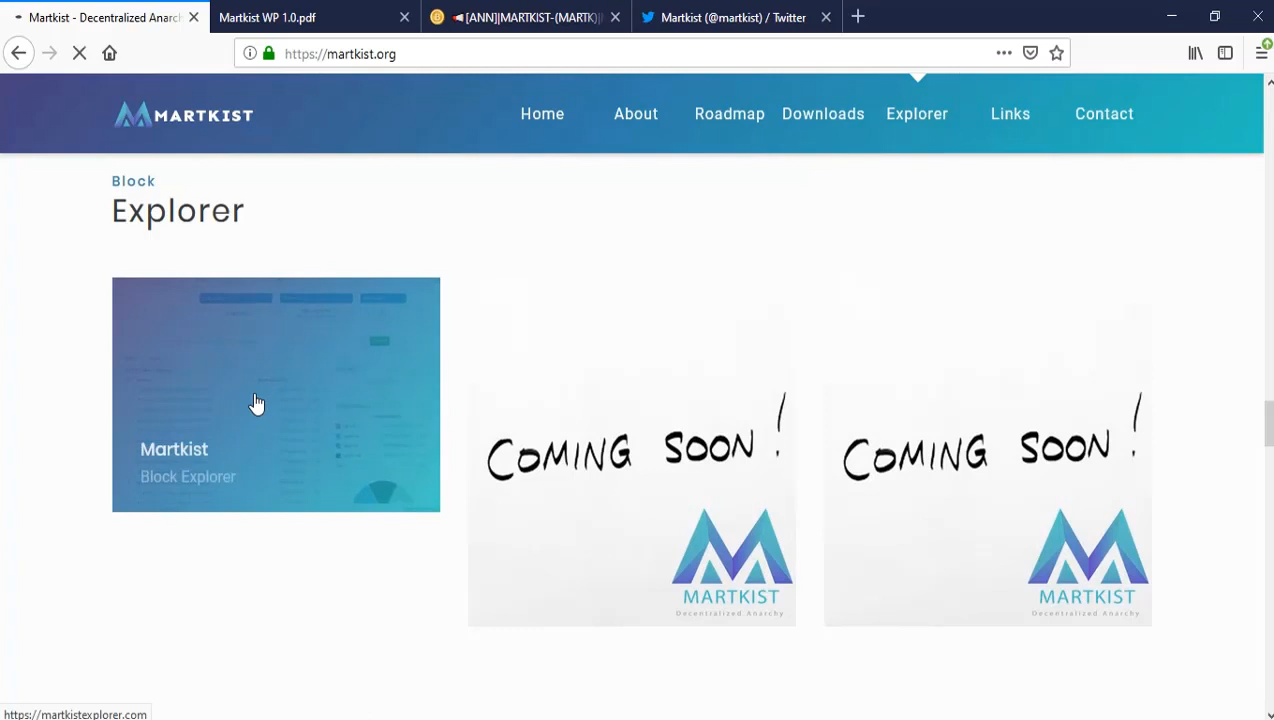 Martkist - Decentralized Anarch
Martkist WP 1.0.pdf
[ANN]|MARTKIST-(MARTK)|
Martkist (@martkist) / Twitter
https://martkist.org
MARTKIST
Home
About
Roadmap
Downloads
Explorer
Links
Contact
Block
Explorer
Martkist
Block Explorer
COMING SOON!
MARTKIST
Decentralized Anarchy
COMING SOON!
MARTKIST
Decentralized Anarchy
https://martkistexplorer.com